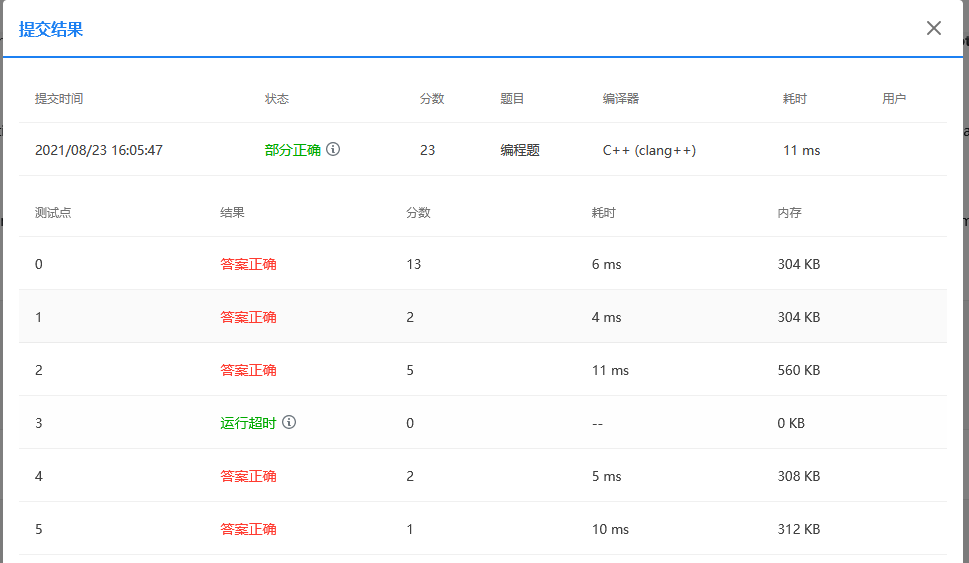 提交结果
提交时间 状态 分数 题目 编译器 耗时 用户
2021/08/23 16:05:47 部分正确 23 编程题 C++ (clang++) 11 ms
测试点 结果 分数 耗时 内存
0 答案正确 13 6 ms 304 KB
1 答案正确 2 4 ms 304 KB
2 答案正确 5 11 ms 560 KB
3 运行超时 0 -- 0 KB
4 答案正确 2 5 ms 308 KB
5 答案正确 1 10 ms 312 KB